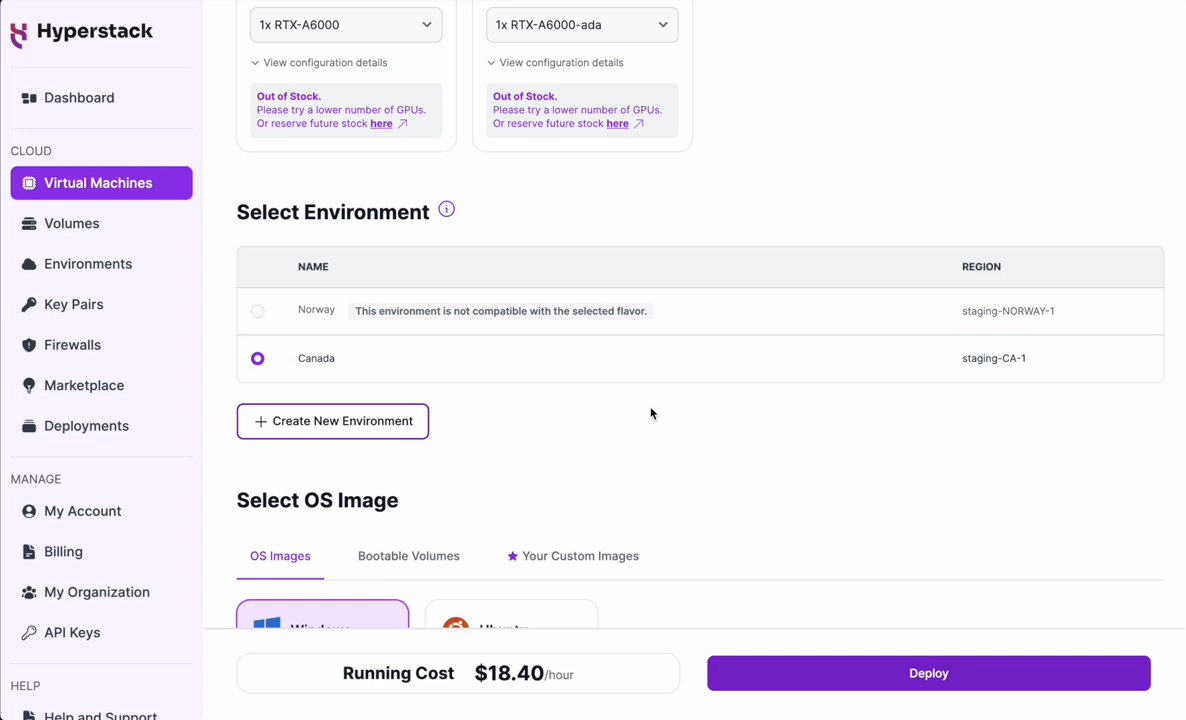 Hyperstack
Dashboard
CLOUD
Virtual Machines
Volumes
Environments
Key Pairs
Firewalls
Marketplace
Deployments
MANAGE
My Account
Billing
My Organization
API Keys
HELP
Help and Support
1x RTX-A6000
View configuration details
Out of Stock.
Please try a lower number of GPUs.
Or reserve future stock here
1x RTX-A6000-ada
View configuration details
Out of Stock.
Please try a lower number of GPUs.
Or reserve future stock here
Select Environment
NAME REGION
Norway This environment is not compatible with the selected flavor. staging-NORWAY-1
Canada staging-CA-1
Create New Environment
Select OS Image
OS Images Bootable Volumes Your Custom Images
Windows Ubuntu
Running Cost $18.40/hour
Deploy